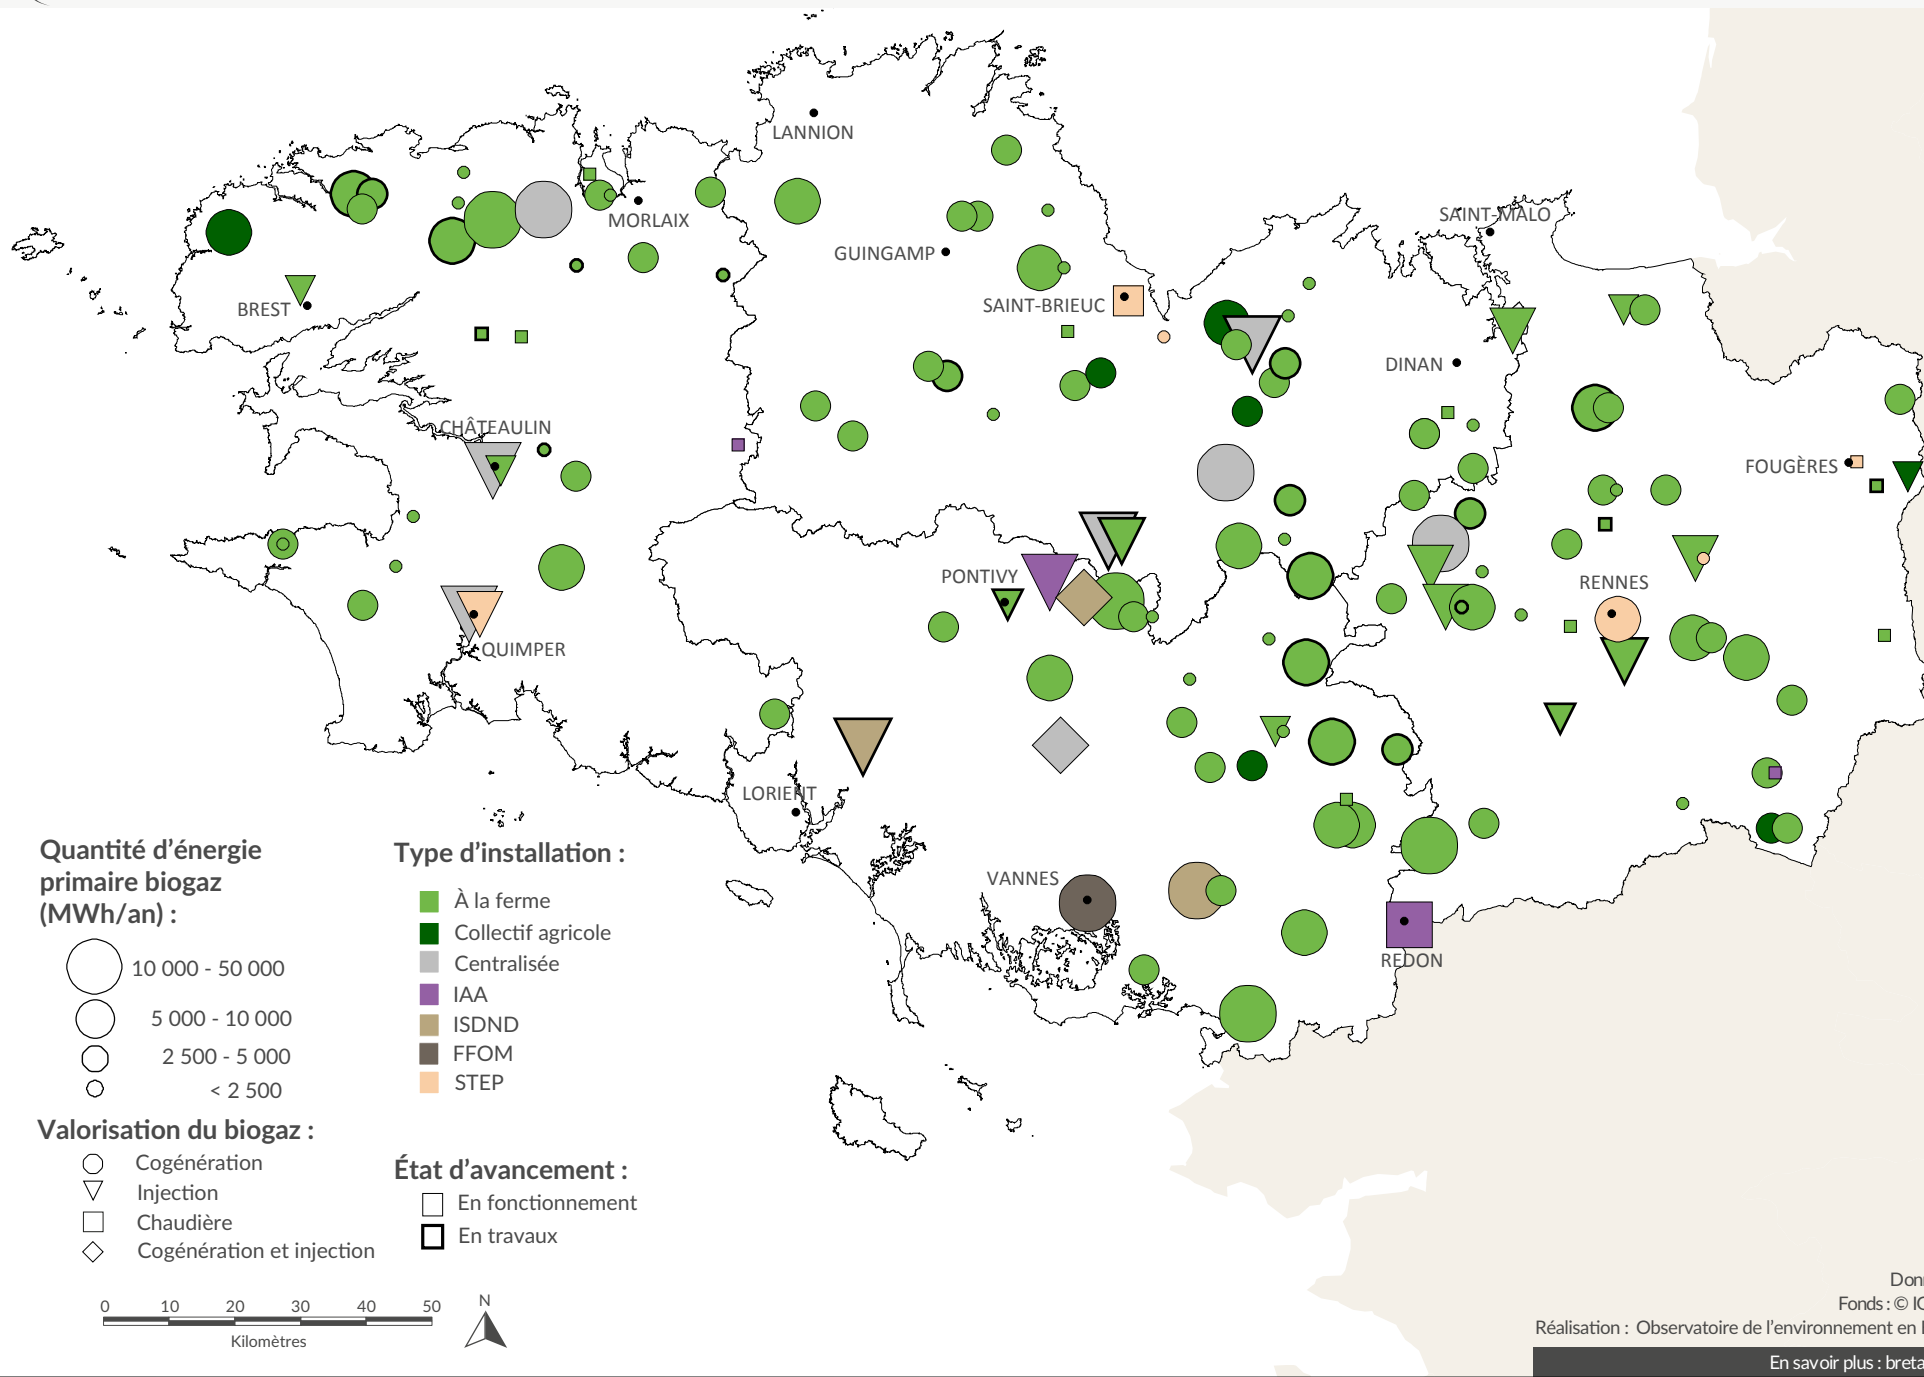 LANNION
MORLAIX
SAINT-MALO
GUINGAMP
BREST
SAINT-BRIEUC
DINAN
CHÂTEAULIN
FOUGÈRES
PONTIVY
RENNES
QUIMPER
LORIENT
VANNES
REDON
Quantité d'énergie
primaire biogaz
(MWh/an) :
10 000 - 50 000
5 000 - 10 000
2 500 - 5 000
< 2 500
Valorisation du biogaz :
Cogénération
Injection
Chaudière
Cogénération et injection
Type d'installation :
À la ferme
Collectif agricole
Centralisée
IAA
ISDND
FFOM
STEP
État d'avancement :
En fonctionnement
En travaux
0 10 20 30 40 50
Kilomètres
N
Fonds : ©
Réalisation : Observatoire de l'environnement en
En savoir plus :